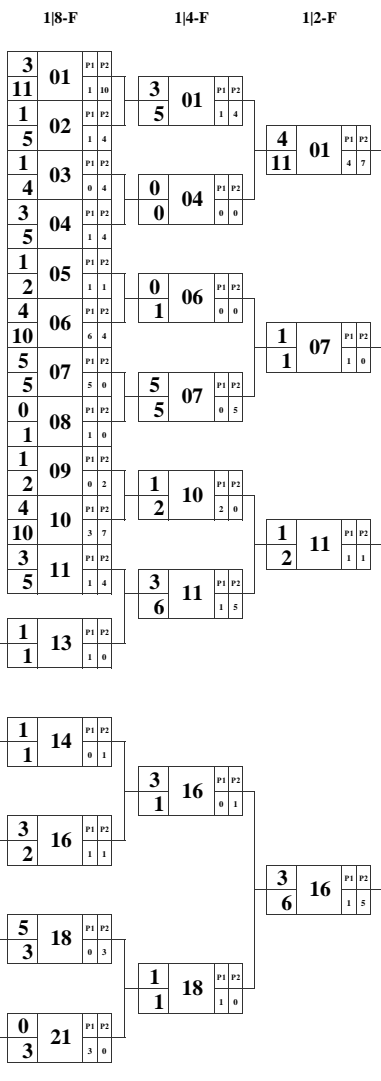 1|8-F
1|4-F
1|2-F
3 01 P1 P2
11 1 10
1 02 P1 P2
5 1 4
1 03 P1 P2
4 0 4
3 04 P1 P2
5 1 4
1 05 P1 P2
2 1 1
4 06 P1 P2
10 6 4
5 07 P1 P2
5 5 0
0 08 P1 P2
1 1 0
1 09 P1 P2
2 0 2
4 10 P1 P2
10 3 7
3 11 P1 P2
5 1 4
1 13 P1 P2
1 1 0
1 14 P1 P2
1 0 1
3 16 P1 P2
2 1 1
5 18 P1 P2
3 0 3
0 21 P1 P2
3 3 0
3 01 P1 P2
5 1 4
0 04 P1 P2
0 0 0
0 06 P1 P2
1 0 0
5 07 P1 P2
5 0 5
1 10 P1 P2
2 2 0
3 11 P1 P2
6 1 5
3 16 P1 P2
1 0 1
1 18 P1 P2
1 1 0
4 01 P1 P2
11 4 7
1 07 P1 P2
1 1 0
1 11 P1 P2
2 1 1
3 16 P1 P2
6 1 5